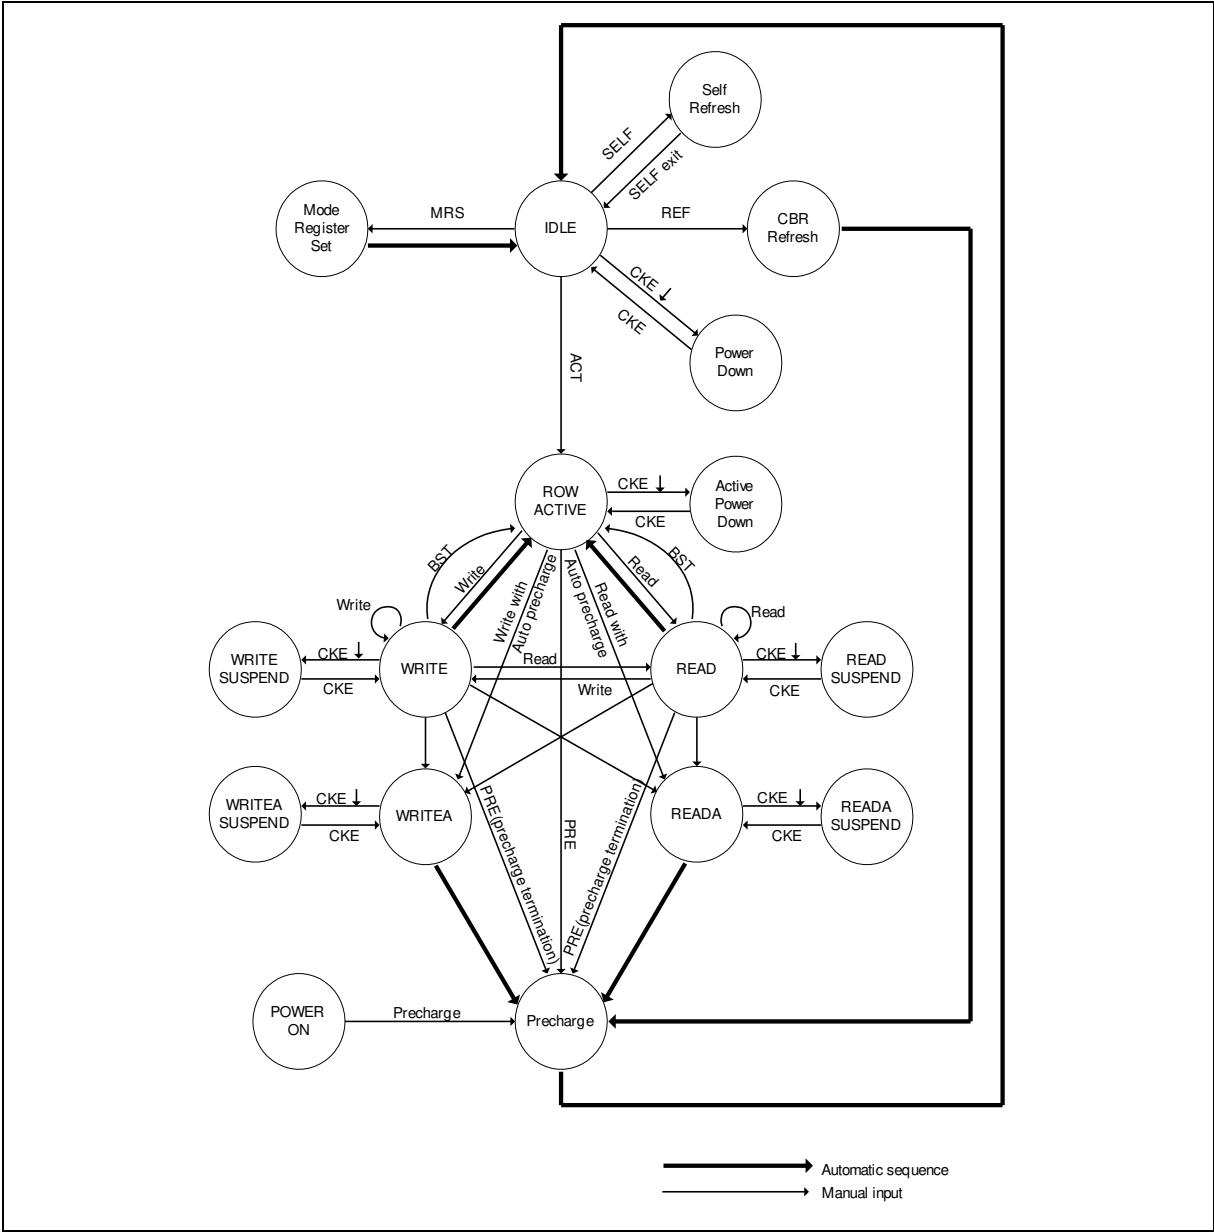 Self
Refresh
SELF
SELF exit
Mode
Register
Set
MRS
IDLE
REF
CBR
Refresh
CKE
CKE
Power
Down
ACT
ROW
ACTIVE
CKE
CKE
Active
Power
Down
BST
Write
Write with
Auto precharge
Auto precharge
Read with
Read
BST
Write
Read
WRITE
SUSPEND
CKE
CKE
WRITE
Read
Write
READ
CKE
CKE
READ
SUSPEND
WRITEA
SUSPEND
CKE
CKE
WRITEA
PRE(precharge termination)
PRE
PRE(precharge termination)
READA
CKE
CKE
READA
SUSPEND
POWER
ON
Precharge
Precharge
Automatic sequence
Manual input